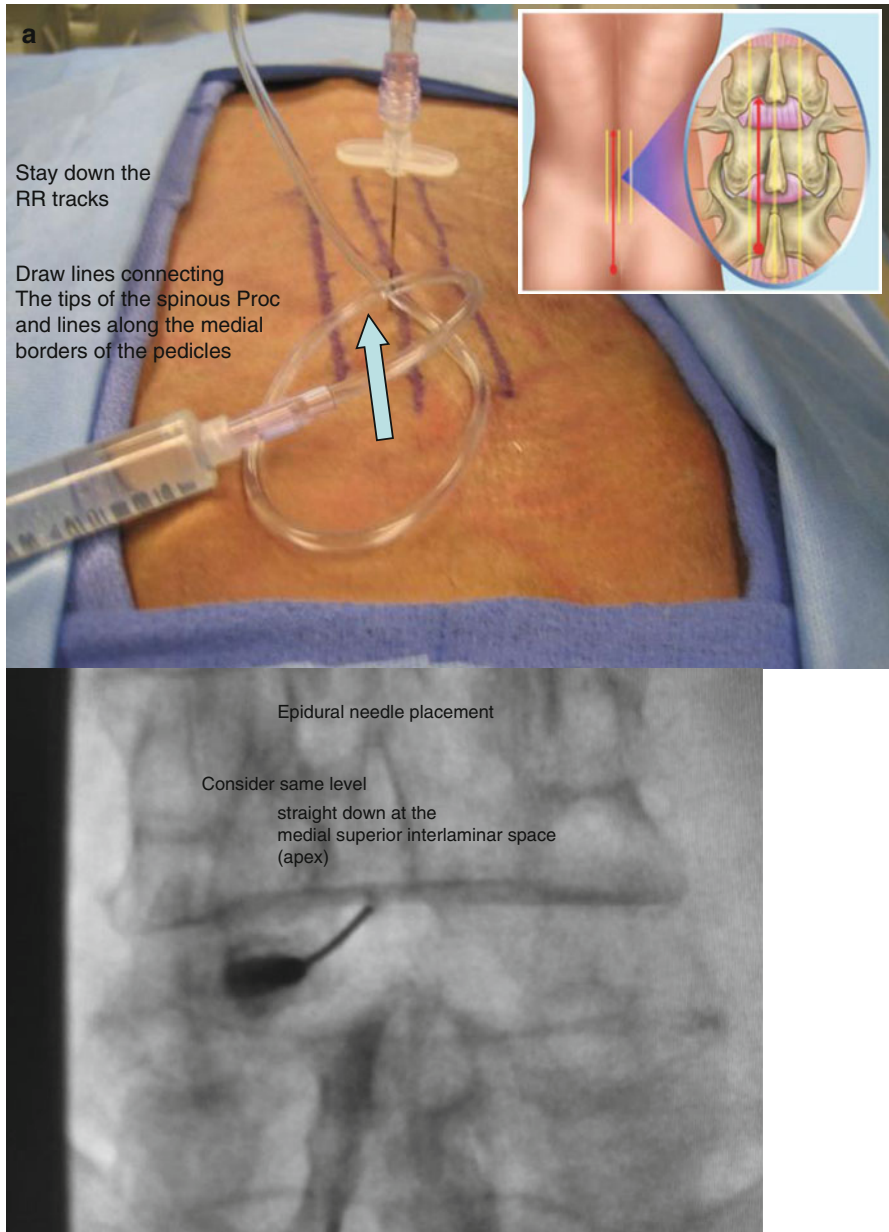 a
Stay down the
RR tracks
Draw lines connecting
The tips of the spinous Proc
and lines along the medial
borders of the pedicles
Epidural needle placement
Consider same level
straight down at the
medial superior interlaminar space
(apex)